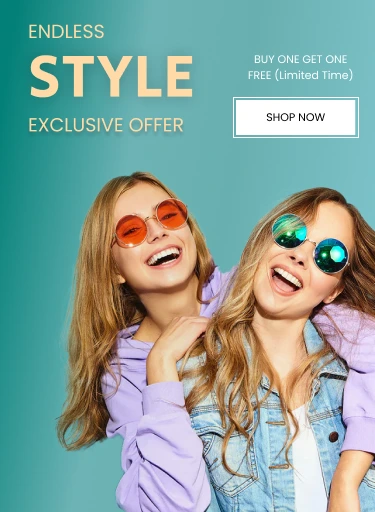 ENDLESS
STYLE
EXCLUSIVE OFFER
BUY ONE GET ONE
FREE (Limited Time)
SHOP NOW